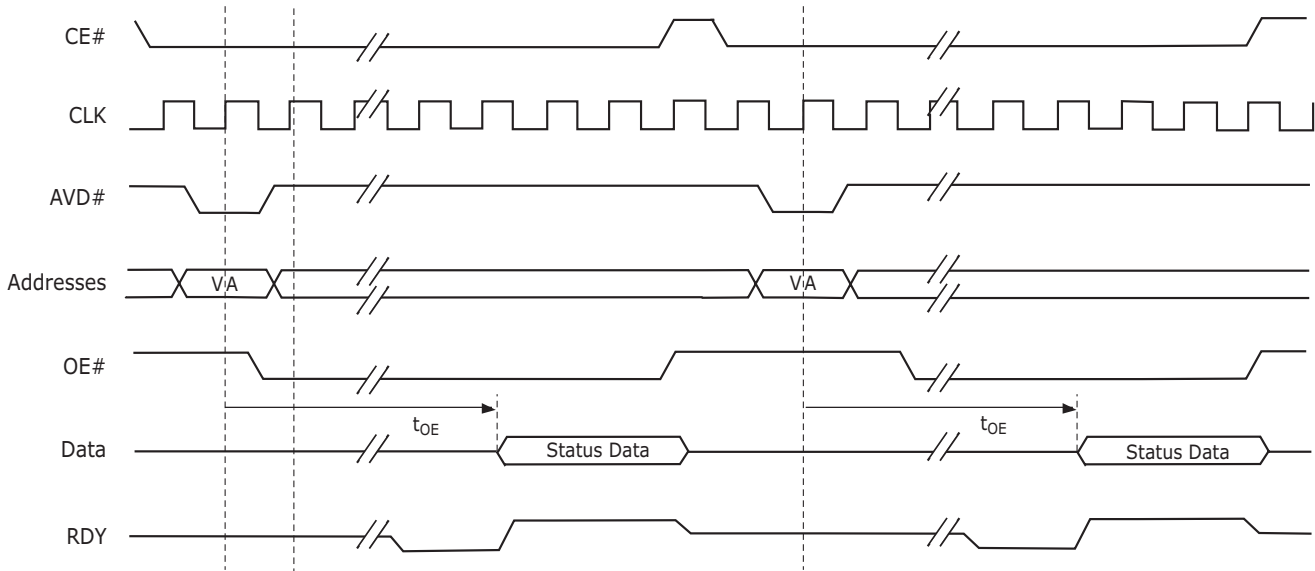 CE#
CLK
AVD#
Addresses VA VA
OE#
tOE tOE
Data Status Data Status Data
RDY